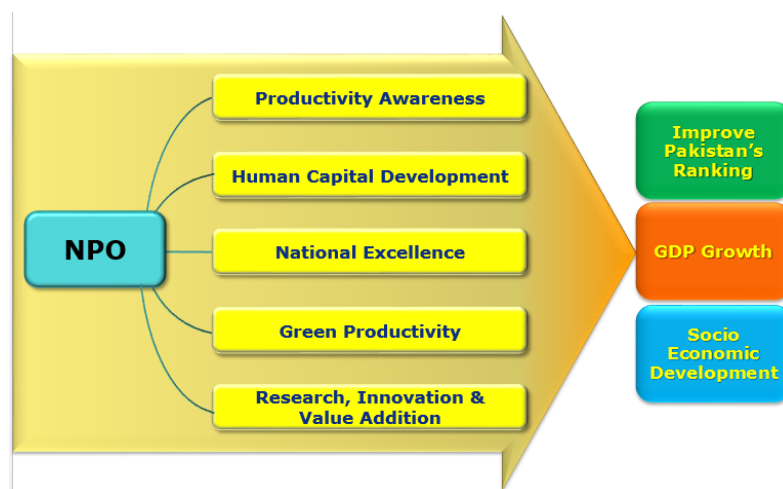 NPO
Productivity Awareness
Human Capital Development
National Excellence
Green Productivity
Research, Innovation &
Value Addition
Improve
Pakistan's
Ranking
GDP Growth
Socio
Economic
Development